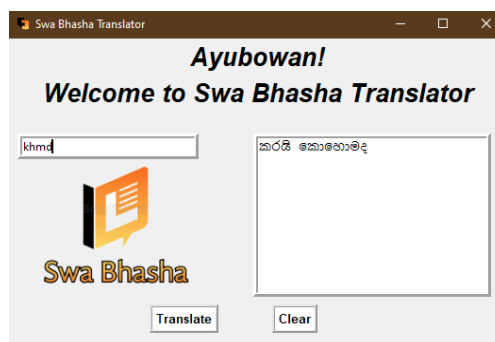 Swa Bhasha Translator
Ayubowan!
Welcome to Swa Bhasha Translator
khmd
කරයි කොහොමද
Swa Bhasha
Translate
Clear